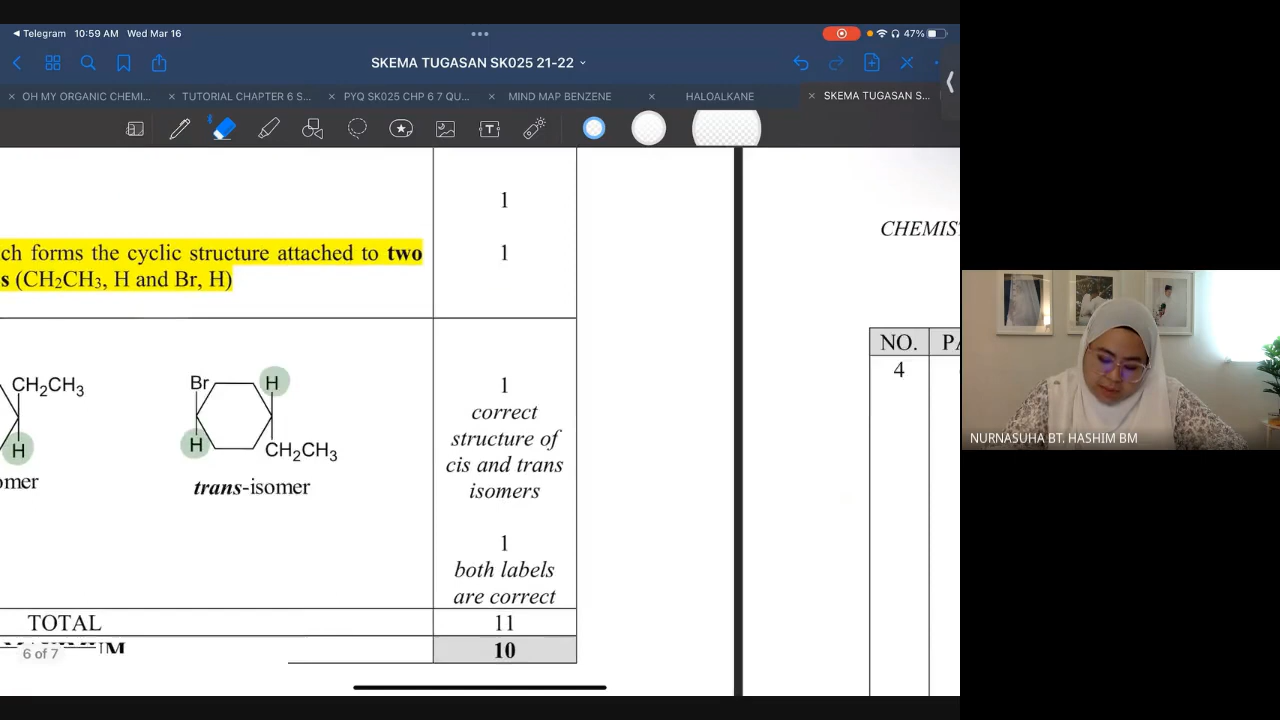 Telegram 10:59 AM Wed Mar 16
47%
SKEMA TUGASAN SK025 21-22
OH MY ORGANIC CHEMI...
TUTORIAL CHAPTER 6 S...
PYQ SK025 CHP 6 7 QU...
MIND MAP BENZENE
HALOALKANE
SKEMA TUGASAN S...
1
ch forms the cyclic structure attached to two
1
s (CH₂CH₃, H and Br, H)
CH₂CH₃
H
omer
Br
H
H
CH₂CH₃
trans-isomer
1
correct
structure of
cis and trans
isomers
1
both labels
are correct
TOTAL
11
6 of 7
10
CHEMIS
NO.
PA
4
NURNASUHA BT. HASHIM BM